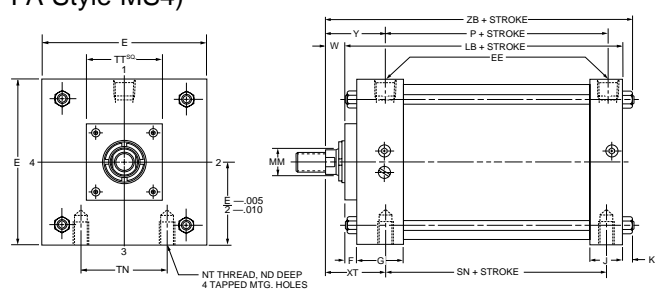 PA Style MS4)
ZB + STROKE
Y
P + STROKE
W
LB + STROKE
EE
E
TTSQ
1
E
4
2
MM
E —.005
2 —.010
3
TN
NT THREAD, ND DEEP
4 TAPPED MTG. HOLES
F
G
J
K
XT
SN + STROKE